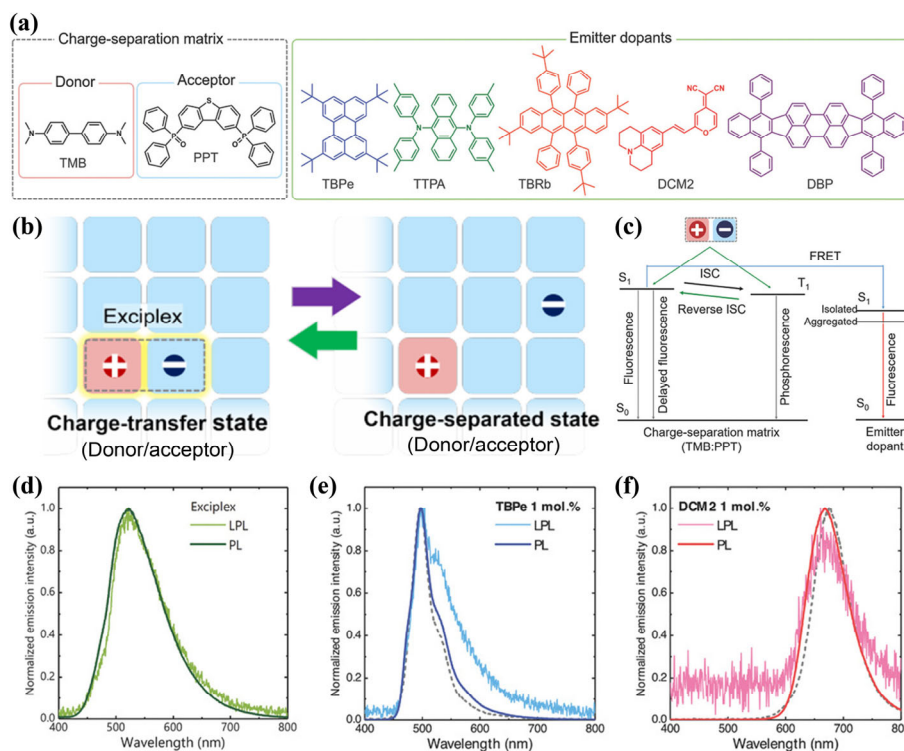 (a)
Charge-separation matrix
Emitter dopants
Donor
Acceptor
N
N
TMB
S
P
O
P
O
PPT
TBPe
N
N
TTPA
TBRb
NC
CN
O
N
DCM2
DBP
(b)
Exciplex
Charge-transfer state
(Donor/acceptor)
Charge-separated state
(Donor/acceptor)
(c)
FRET
S1
ISC
T1
Reverse ISC
S1
Isolated
Aggregated
Fluorescence
Delayed fluorescence
Phosphorescence
Fluorescence
S0
S0
Charge-separation matrix
(TMB:PPT)
Emitter
dopant
(d)
Normalized emission intensity (a.u.)
1.0
0.8
0.6
0.4
0.2
0.0
Exciplex
LPL
PL
400 500 600 700 800
Wavelength (nm)
(e)
Normalized emission intensity (a.u.)
1.0
0.8
0.6
0.4
0.2
0.0
TBPe 1 mol.%
LPL
PL
400 500 600 700 800
Wavelength (nm)
(f)
Normalized emission intensity (a.u.)
1.0
0.8
0.6
0.4
0.2
0.0
DCM2 1 mol.%
LPL
PL
400 500 600 700 800
Wavelength (nm)